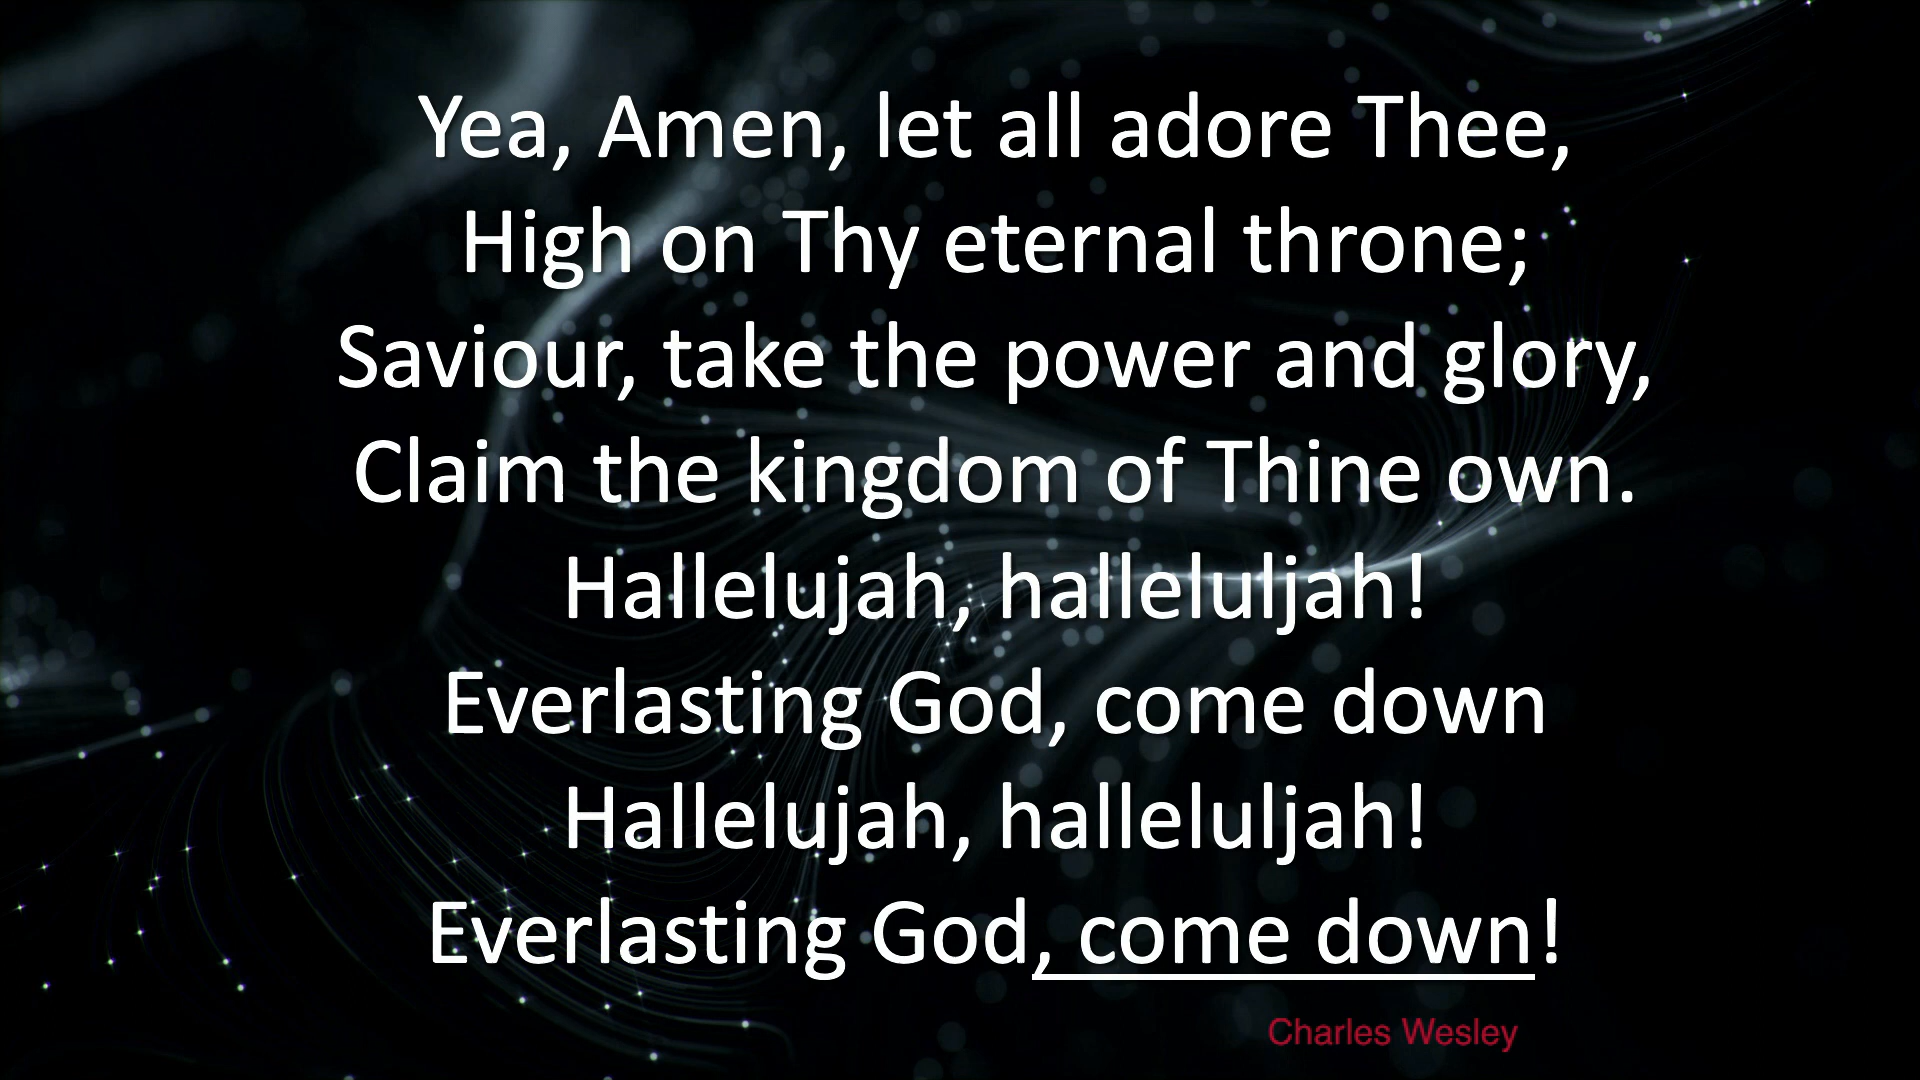 Yea, Amen, let all adore Thee,
High on Thy eternal throne;
Saviour, take the power and glory,
Claim the kingdom of Thine own.
Hallelujah, halleluljah!
Everlasting God, come down
Hallelujah, halleluljah!
Everlasting God, come down!
Charles Wesley